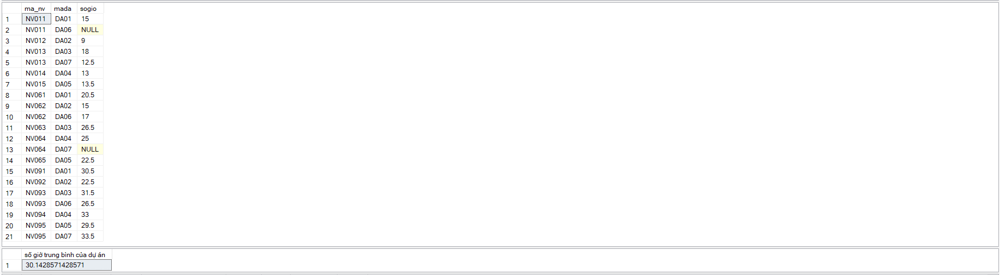 ma_nv mada sogio
1 NV011 DA01 15
2 NV011 DA06 NULL
3 NV012 DA02 9
4 NV013 DA03 18
5 NV013 DA07 12.5
6 NV014 DA04 13
7 NV015 DA05 13.5
8 NV061 DA01 20.5
9 NV062 DA02 15
10 NV062 DA06 17
11 NV063 DA03 26.5
12 NV064 DA04 25
13 NV064 DA07 NULL
14 NV065 DA05 22.5
15 NV091 DA01 30.5
16 NV092 DA02 22.5
17 NV093 DA03 31.5
18 NV093 DA06 26.5
19 NV094 DA04 33
20 NV095 DA05 29.5
21 NV095 DA07 33.5
số giờ trung bình của dự án
1 30.1428571428571